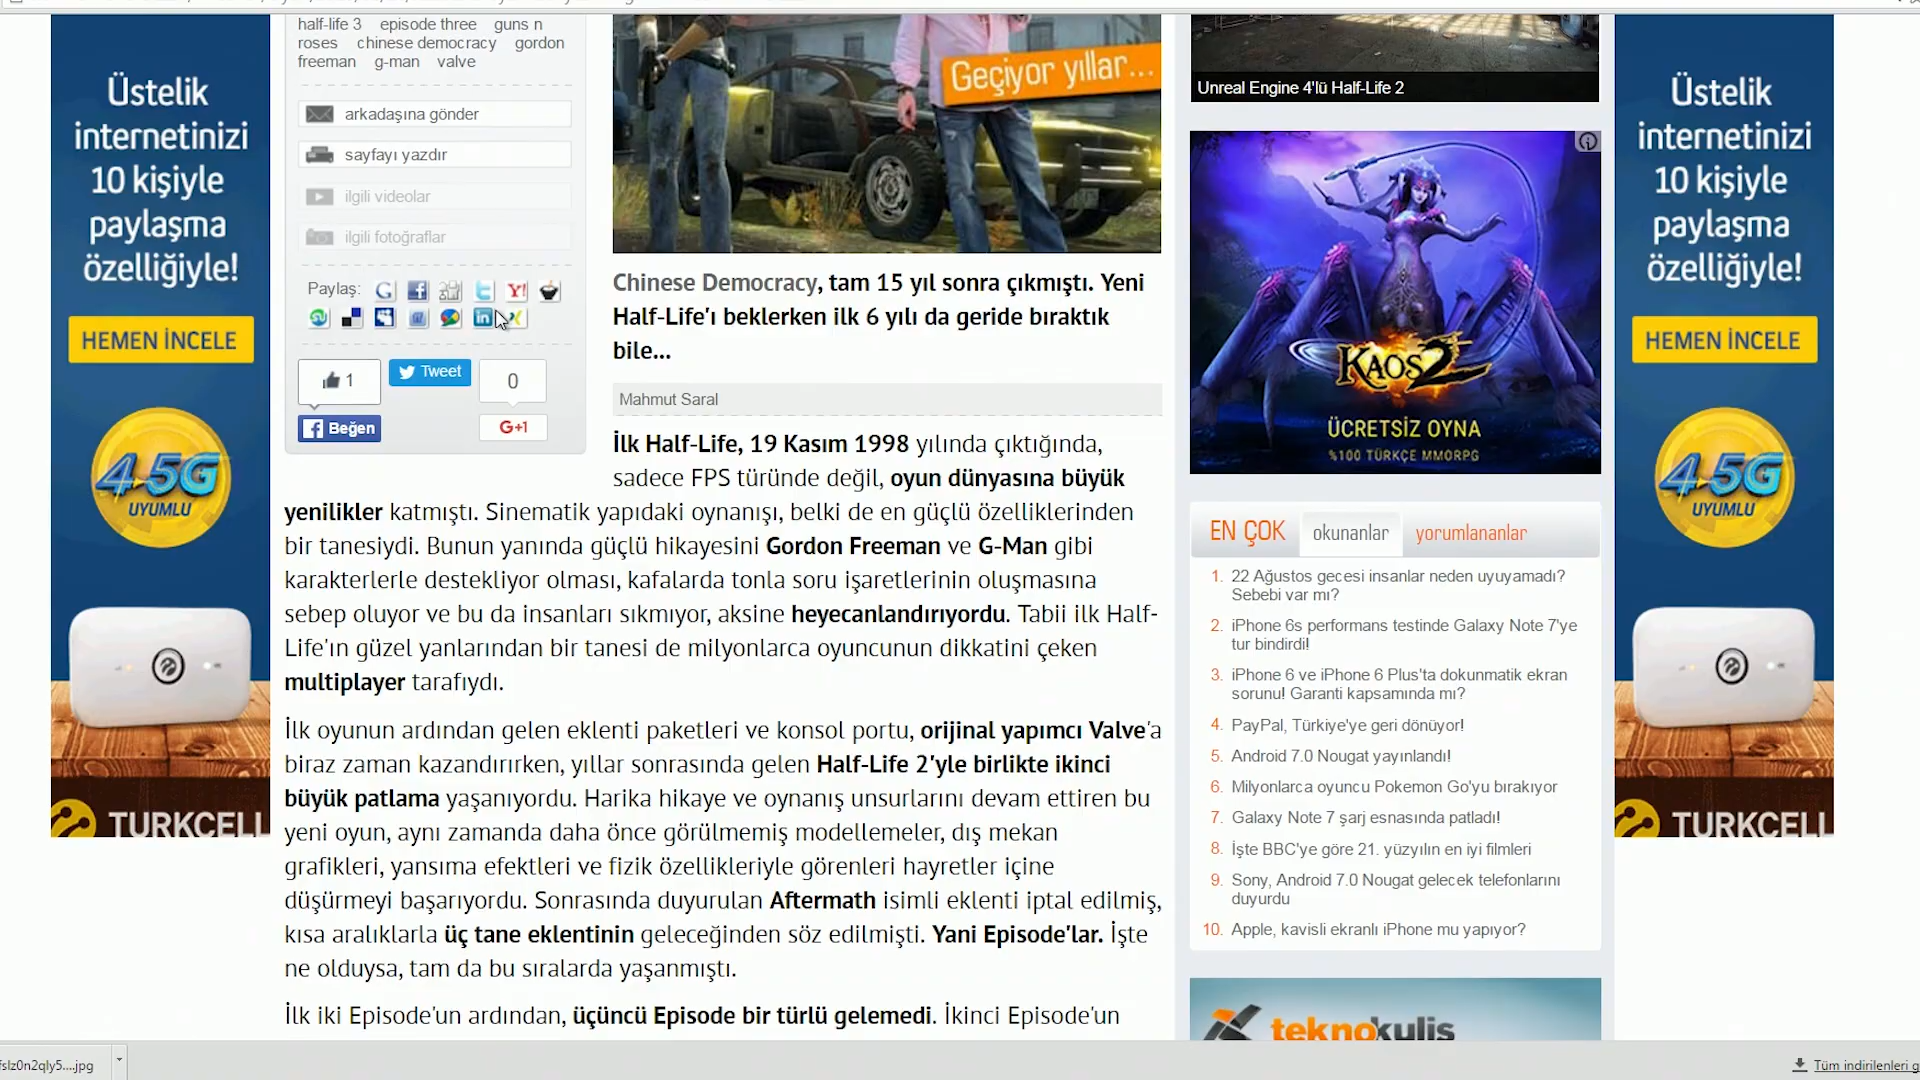 Üstelik
internetinizi
10 kişiyle
paylaşma
özelliğiyle!
HEMEN İNCELE
4.5G
UYUMLU
TURKCELL
half-life 3 episode three guns n
roses chinese democracy gordon
freeman g-man valve
arkadaşına gönder
sayfayı yazdır
ilgili videolar
ilgili fotoğraflar
Paylaş:
1
Tweet
0
Beğen
G+1
Geçiyor yıllar...
Chinese Democracy, tam 15 yıl sonra çıkmıştı. Yeni
Half-Life'ı beklerken ilk 6 yılı da geride bıraktık
bile...
Mahmut Saral
İlk Half-Life, 19 Kasım 1998 yılında çıktığında,
sadece FPS türünde değil, oyun dünyasına büyük
yenilikler katmıştı. Sinematik yapıdaki oynanışı, belki de en güçlü özelliklerinden
bir tanesiydi. Bunun yanında güçlü hikayesini Gordon Freeman ve G-Man gibi
karakterlerle destekliyor olması, kafalarda tonla soru işaretlerinin oluşmasına
sebep oluyor ve bu da insanları sıkmıyor, aksine heyecanlandırıyordu. Tabii ilk Half-
Life'ın güzel yanlarından bir tanesi de milyonlarca oyuncunun dikkatini çeken
multiplayer tarafıydı.
İlk oyunun ardından gelen eklenti paketleri ve konsol portu, orijinal yapımcı Valve'a
biraz zaman kazandırırken, yıllar sonrasında gelen Half-Life 2'yle birlikte ikinci
büyük patlama yaşanıyordu. Harika hikaye ve oynanış unsurlarını devam ettiren bu
yeni oyun, aynı zamanda daha önce görülmemiş modellemeler, dış mekan
grafikleri, yansıma efektleri ve fizik özellikleriyle görenleri hayretler içine
düşürmeyi başarıyordu. Sonrasında duyurulan Aftermath isimli eklenti iptal edilmiş,
kısa aralıklarla üç tane eklentinin geleceğinden söz edilmişti. Yani Episode'lar. İşte
ne olduysa, tam da bu sıralarda yaşanmıştı.
İlk iki Episode'un ardından, üçüncü Episode bir türlü gelemedi. İkinci Episode'un
Unreal Engine 4'lü Half-Life 2
KAOS 2
ÜCRETSİZ OYNA
%100 TÜRKÇE MMORPG
EN ÇOK okunanlar yorumlananlar
1. 22 Ağustos gecesi insanlar neden uyuyamadı?
Sebebi var mı?
2. iPhone 6s performans testinde Galaxy Note 7'ye
tur bindirdi!
3. iPhone 6 ve iPhone 6 Plus'ta dokunmatik ekran
sorunu! Garanti kapsamında mı?
4. PayPal, Türkiye'ye geri dönüyor!
5. Android 7.0 Nougat yayınlandı!
6. Milyonlarca oyuncu Pokemon Go'yu bırakıyor
7. Galaxy Note 7 şarj esnasında patladı!
8. İşte BBC'ye göre 21. yüzyılın en iyi filmleri
9. Sony, Android 7.0 Nougat gelecek telefonlarını
duyurdu
10. Apple, kavisli ekranlı iPhone mu yapıyor?
teknokulis
Üstelik
internetinizi
10 kişiyle
paylaşma
özelliğiyle!
HEMEN İNCELE
4.5G
UYUMLU
TURKCELL
fslz0n2qly5....jpg
Tüm indirilenleri g